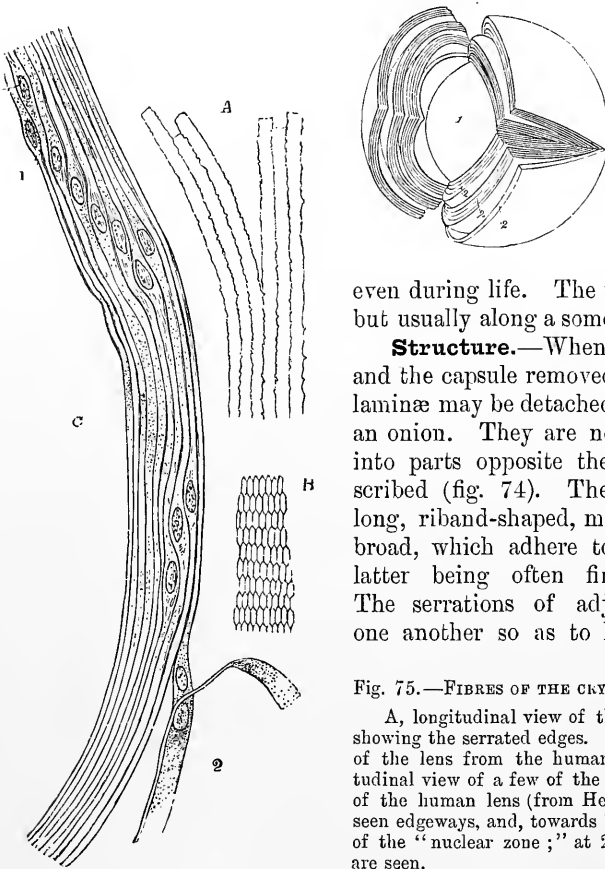 A
1
C
B
2
1
2
2
2
even during life. The
but usually along a some
Structure.—When
and the capsule removed
laminæ may be detached
an onion. They are
into parts opposite the
scribed (fig. 74). The
long, riband-shaped, m
broad, which adhere to
latter being often fin
The serrations of adj
one another so as to
Fig. 75.—FIBRES OF THE CRY
A, longitudinal view of t
showing the serrated edges.
of the lens from the human
tudinal view of a few of the
of the human lens (from He
seen edgeways, and, towards
of the “nuclear zone;” at 2
are seen.